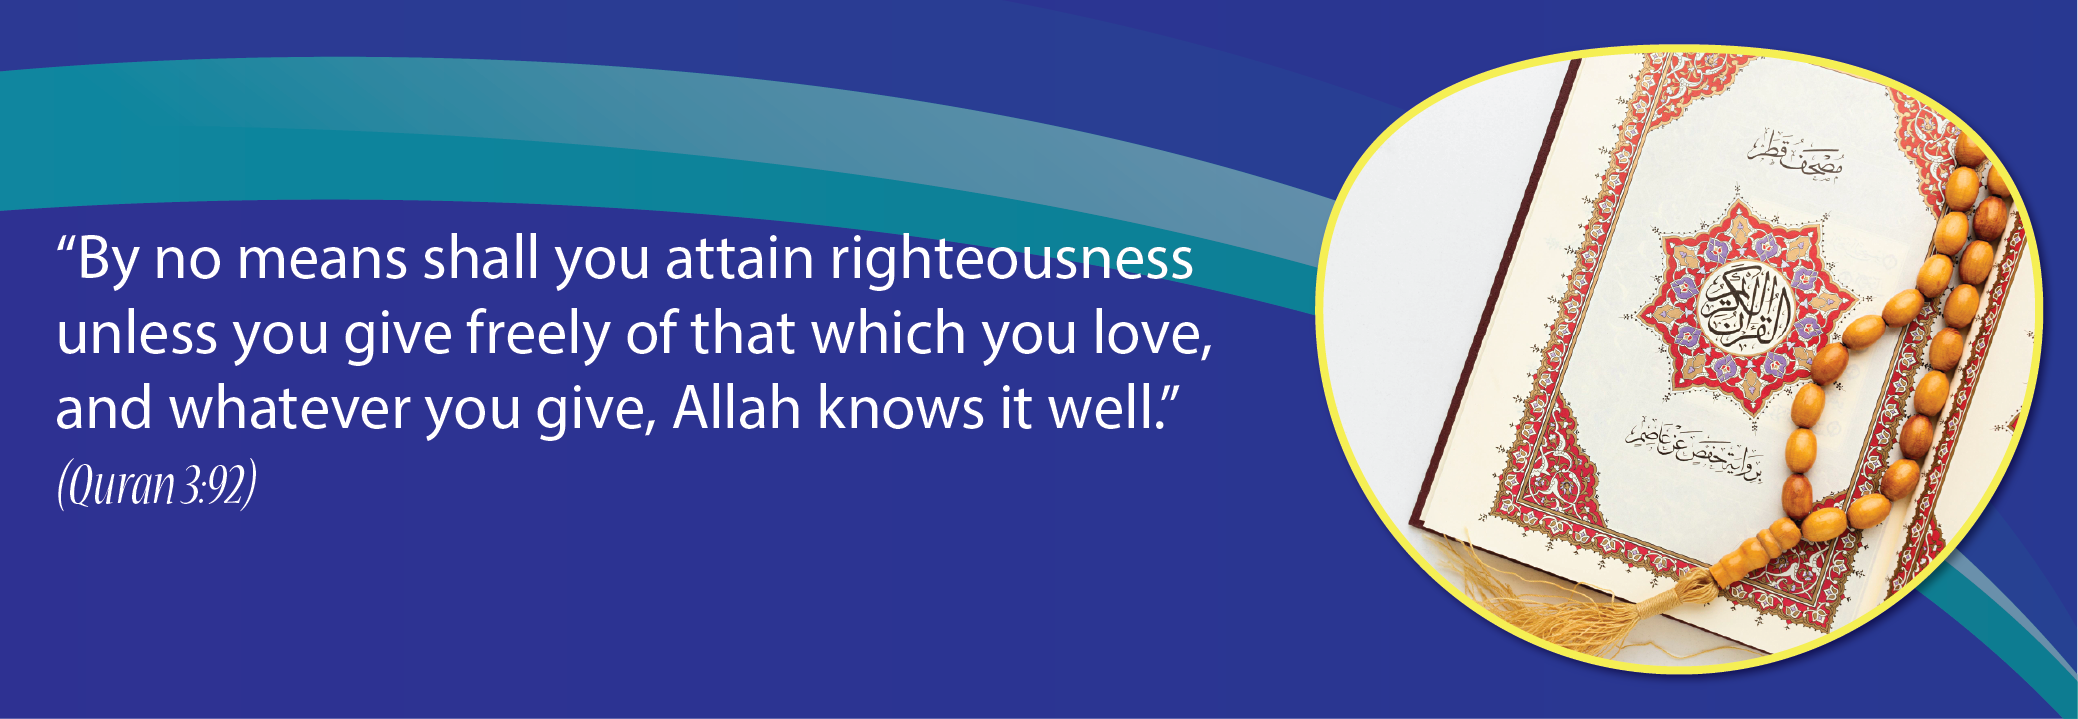 “By no means shall you attain righteousness
unless you give freely of that which you love,
and whatever you give, Allah knows it well.”
(Quran 3:92)
مصحف قطر
القرآن الكريم
برواية حفص عن عاصم